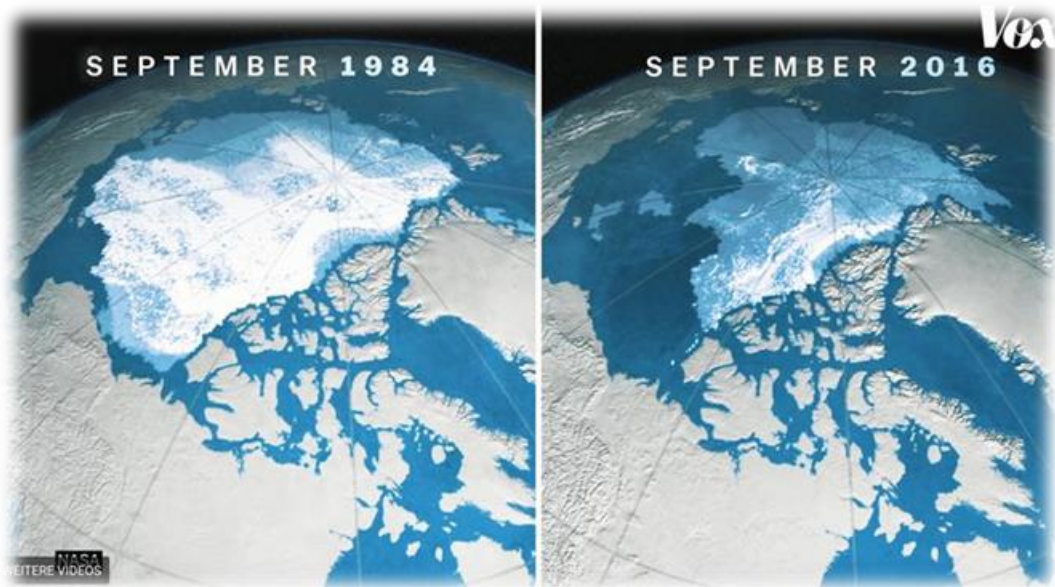 Vox
SEPTEMBER 1984
SEPTEMBER 2016
NASA
WEITERE VIDEOS